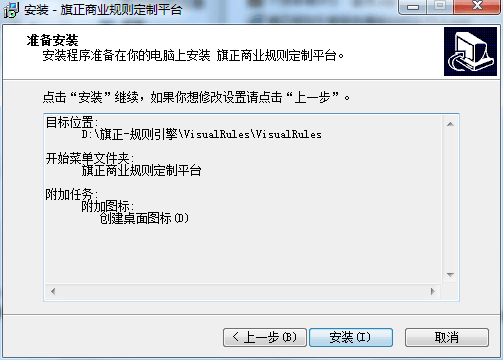 安装 - 旗正商业规则定制平台
准备安装
安装程序准备在你的电脑上安装 旗正商业规则定制平台。
点击“安装”继续，如果你想修改设置请点击“上一步”。
目标位置:
D:\旗正-规则引擎\VisualRules\VisualRules
开始菜单文件夹:
旗正商业规则定制平台
附加任务:
附加图标:
创建桌面图标(D)
< 上一步(B)
安装(I)
取消